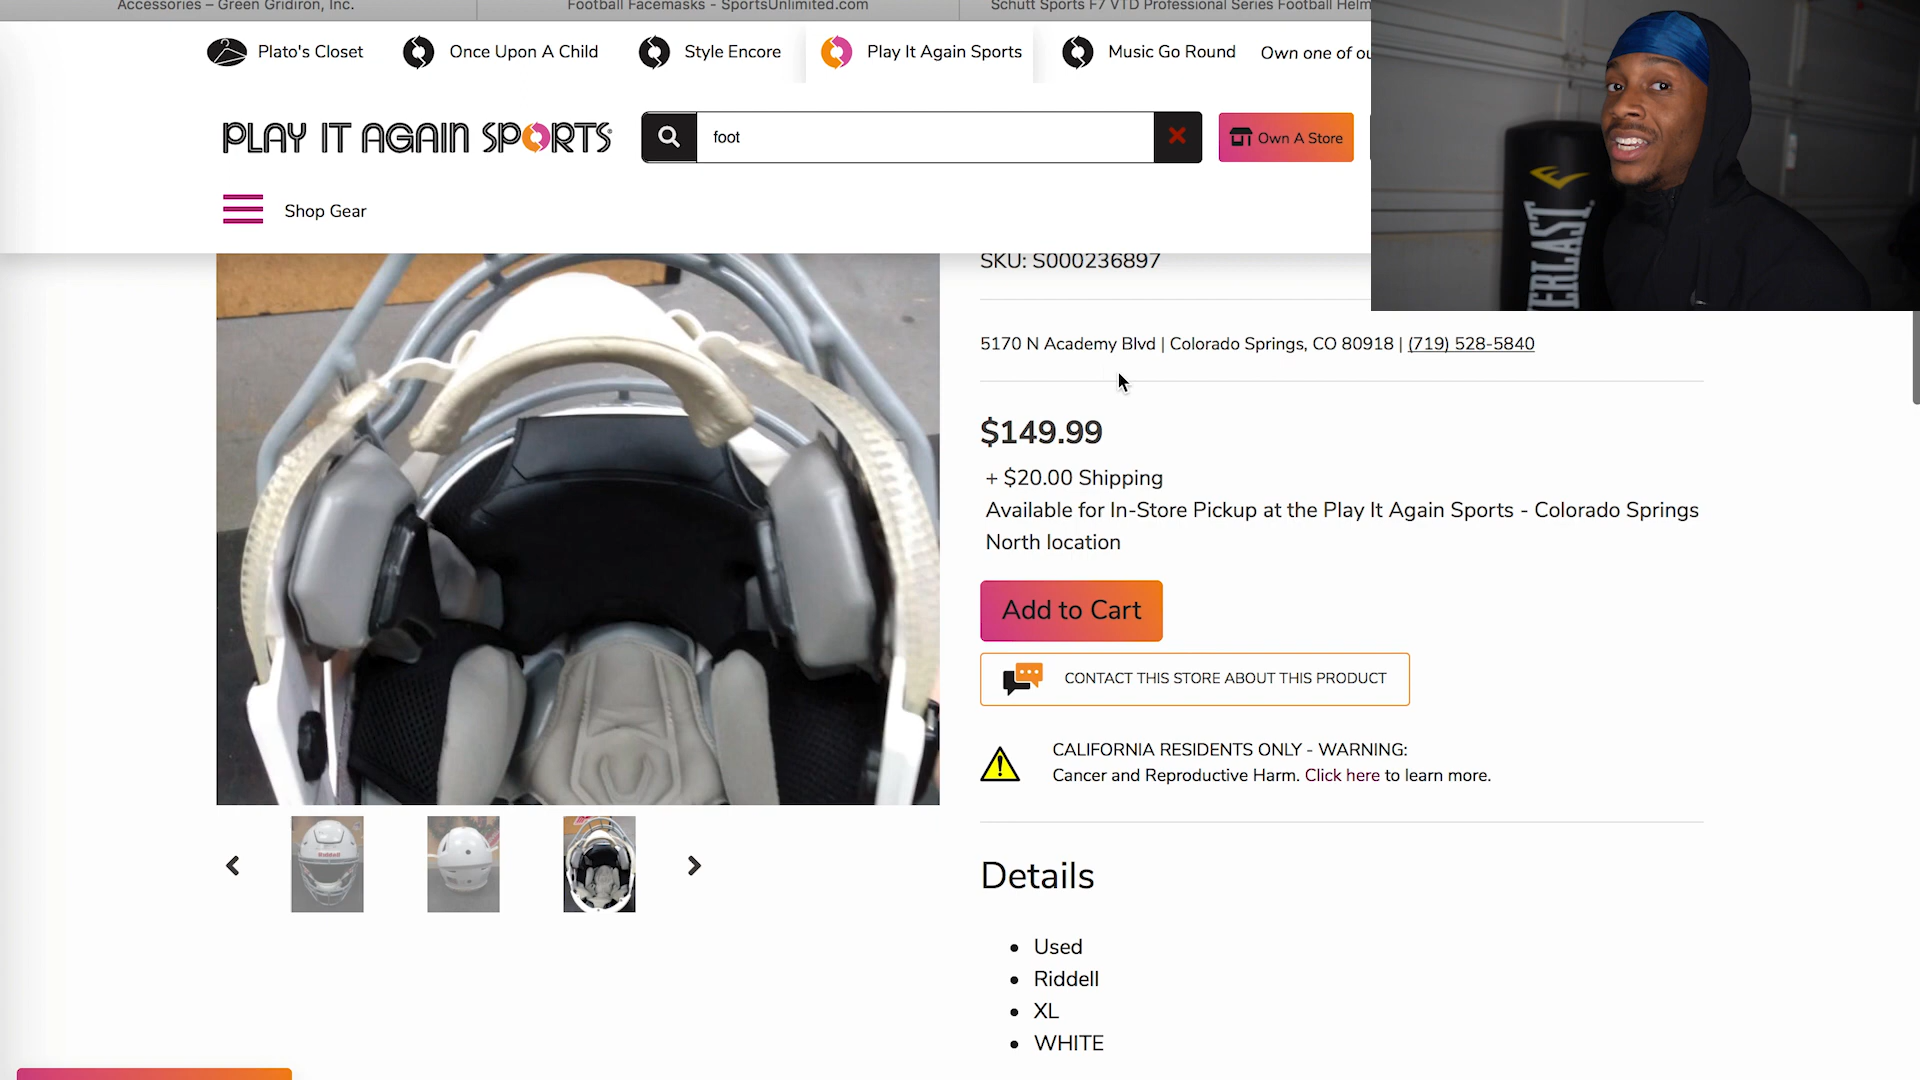 Accessories – Green Gridiron, Inc.
Football Facemasks - SportsUnlimited.com
Schutt Sports F7 VTD Professional Series Football Helm
Plato's Closet
Once Upon A Child
Style Encore
Play It Again Sports
Music Go Round
Own one of ou
PLAY IT AGAIN SPORTS
foot
Own A Store
Shop Gear
EVERLAST
SKU: S000236897
5170 N Academy Blvd | Colorado Springs, CO 80918 | (719) 528-5840
$149.99
+ $20.00 Shipping
Available for In-Store Pickup at the Play It Again Sports - Colorado Springs
North location
Add to Cart
CONTACT THIS STORE ABOUT THIS PRODUCT
CALIFORNIA RESIDENTS ONLY - WARNING:
Cancer and Reproductive Harm. Click here to learn more.
Riddell
Details
Used
Riddell
XL
WHITE